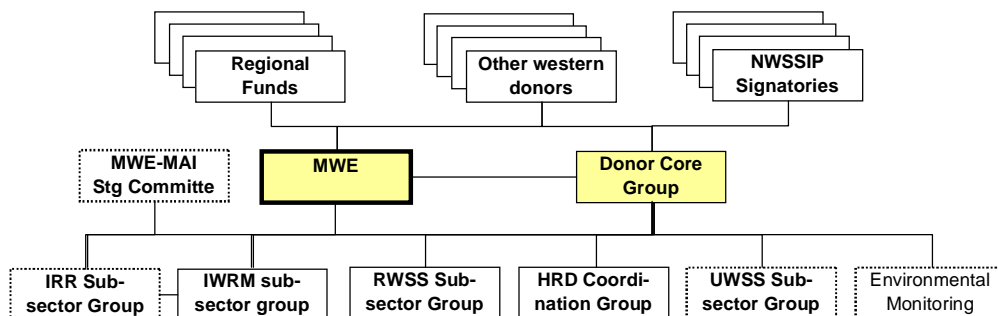 Regional
Funds
Other western
donors
NWSSIP
Signatories
MWE-MAI
Stg Committe
MWE
Donor Core
Group
IRR Sub-
sector Group
IWRM sub-
sector group
RWSS Sub-
sector Group
HRD Coordi-
nation Group
UWSS Sub-
sector Group
Environmental
Monitoring